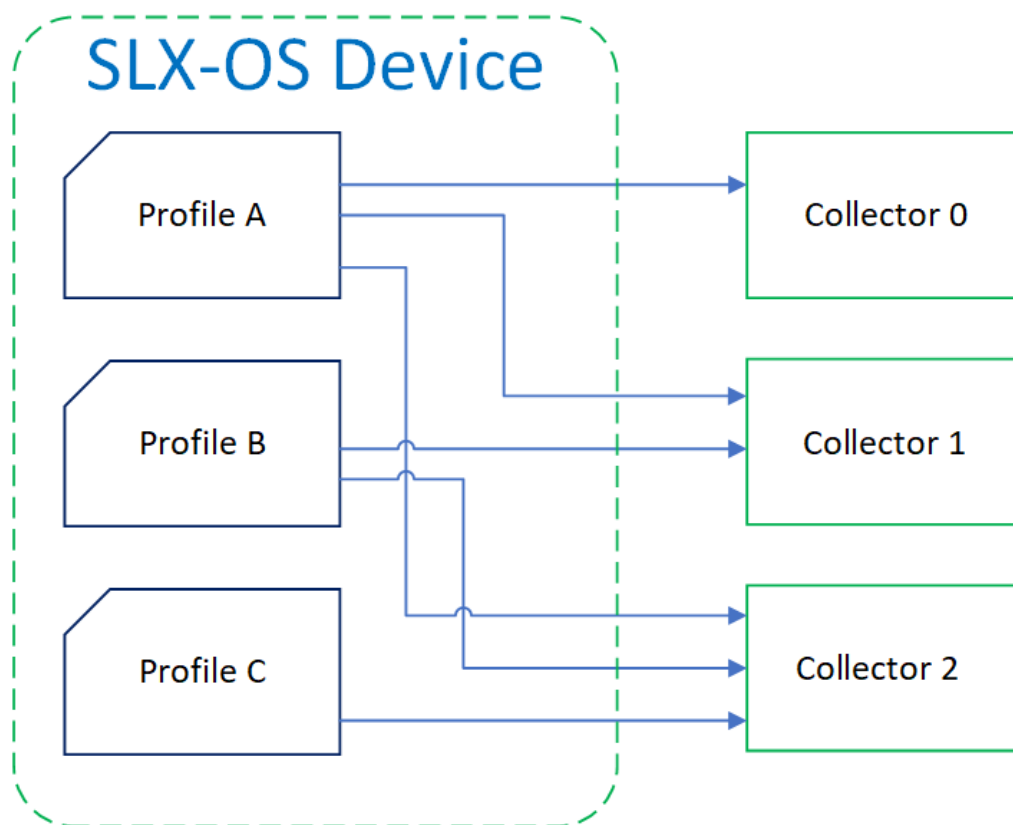 SLX-OS Device
Profile A
Collector 0
Profile B
Collector 1
Profile C
Collector 2